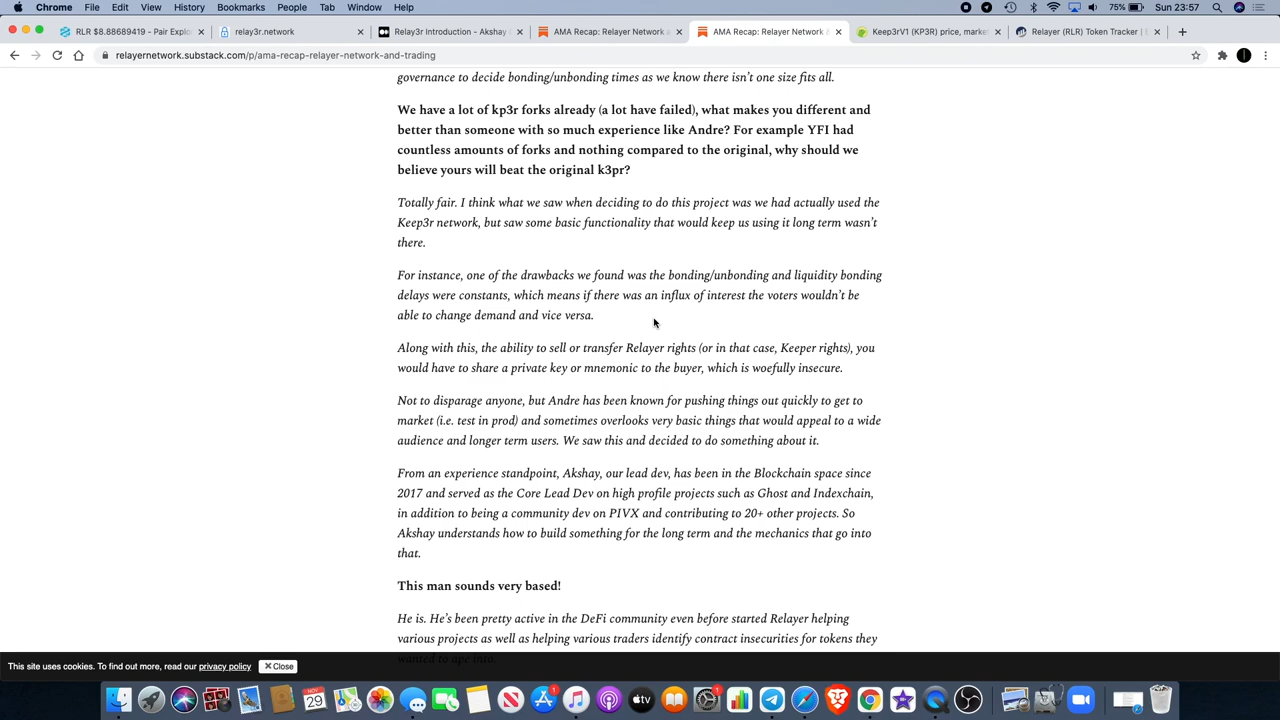 Chrome File Edit View History Bookmarks People Tab Window Help 75% Sun 23:57
RLR $8.88689419 - Pair Explo relay3r.network Relay3r Introduction - Akshay C AMA Recap: Relayer Network a AMA Recap: Relayer Network & Keep3rV1 (KP3R) price, market Relayer (RLR) Token Tracker | E
relayernetwork.substack.com/p/ama-recap-relayer-network-and-trading
governance to decide bonding/unbonding times as we know there isn't one size fits all.
We have a lot of kp3r forks already (a lot have failed), what makes you different and
better than someone with so much experience like Andre? For example YFI had
countless amounts of forks and nothing compared to the original, why should we
believe yours will beat the original k3pr?
Totally fair. I think what we saw when deciding to do this project was we had actually used the
Keep3r network, but saw some basic functionality that would keep us using it long term wasn't
there.
For instance, one of the drawbacks we found was the bonding/unbonding and liquidity bonding
delays were constants, which means if there was an influx of interest the voters wouldn't be
able to change demand and vice versa.
Along with this, the ability to sell or transfer Relayer rights (or in that case, Keeper rights), you
would have to share a private key or mnemonic to the buyer, which is woefully insecure.
Not to disparage anyone, but Andre has been known for pushing things out quickly to get to
market (i.e. test in prod) and sometimes overlooks very basic things that would appeal to a wide
audience and longer term users. We saw this and decided to do something about it.
From an experience standpoint, Akshay, our lead dev, has been in the Blockchain space since
2017 and served as the Core Lead Dev on high profile projects such as Ghost and Indexchain,
in addition to being a community dev on PIVX and contributing to 20+ other projects. So
Akshay understands how to build something for the long term and the mechanics that go into
that.
This man sounds very based!
He is. He's been pretty active in the DeFi community even before started Relayer helping
various projects as well as helping various traders identify contract insecurities for tokens they
wanted to ape into.
This site uses cookies. To find out more, read our privacy policy ✕ Close
NOV
29
tv
1
1